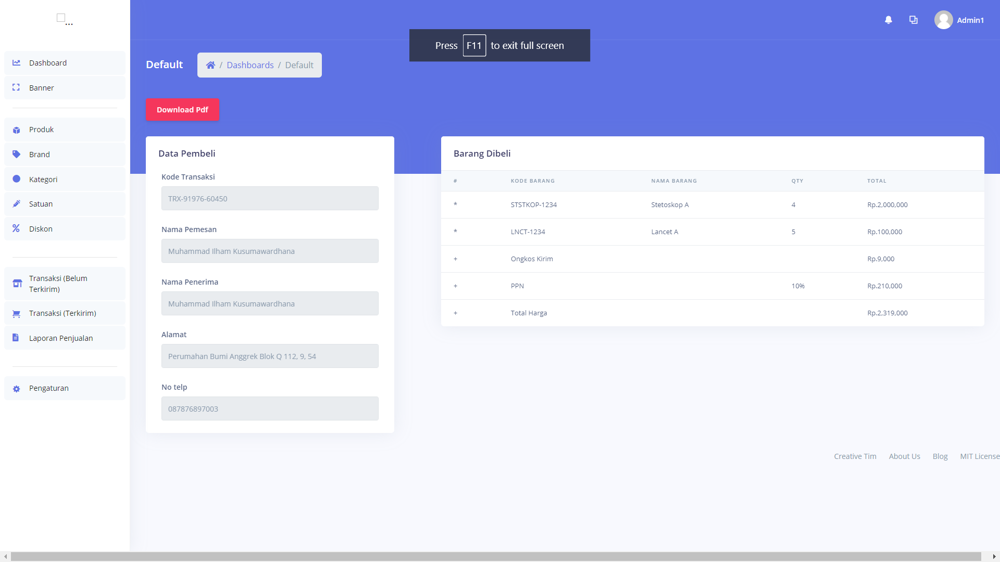 ...
Admin1
Press F11 to exit full screen
Dashboard
Banner
Produk
Brand
Kategori
Satuan
Diskon
Transaksi (Belum
Terkirim)
Transaksi (Terkirim)
Laporan Penjualan
Pengaturan
Default
/ Dashboards / Default
Download Pdf
Data Pembeli
Kode Transaksi
TRX-91976-60450
Nama Pemesan
Muhammad Ilham Kusumawardhana
Nama Penerima
Muhammad Ilham Kusumawardhana
Alamat
Perumahan Bumi Anggrek Blok Q 112, 9, 54
No telp
087876897003
Barang Dibeli
# KODE BARANG NAMA BARANG QTY TOTAL
* STSTKOP-1234 Stetoskop A 4 Rp.2,000,000
* LNCT-1234 Lancet A 5 Rp.100,000
+ Ongkos Kirim Rp.9,000
+ PPN 10% Rp.210,000
+ Total Harga Rp.2,319,000
Creative Tim About Us Blog MIT License